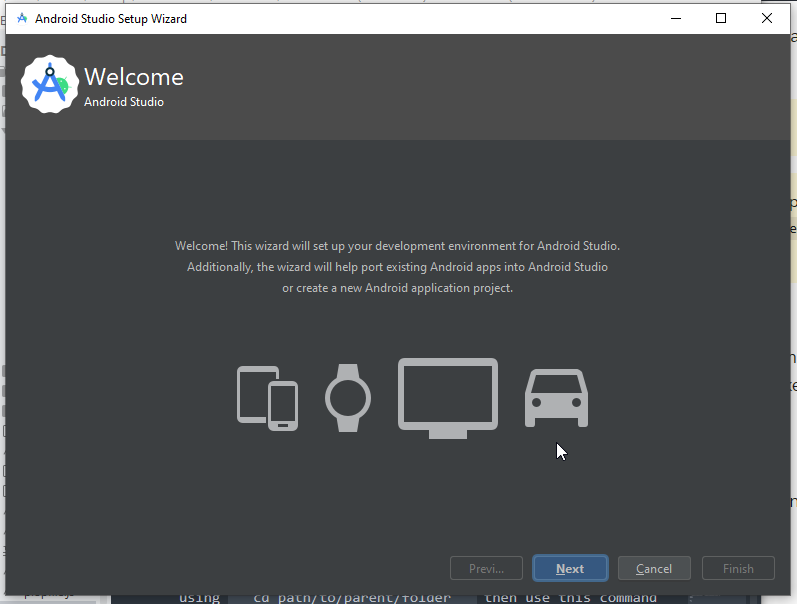 Android Studio Setup Wizard
Welcome
Android Studio
Welcome! This wizard will set up your development environment for Android Studio.
Additionally, the wizard will help port existing Android apps into Android Studio
or create a new Android application project.
Previ...
Next
Cancel
Finish
using cd path/to/parent/folder then use this command